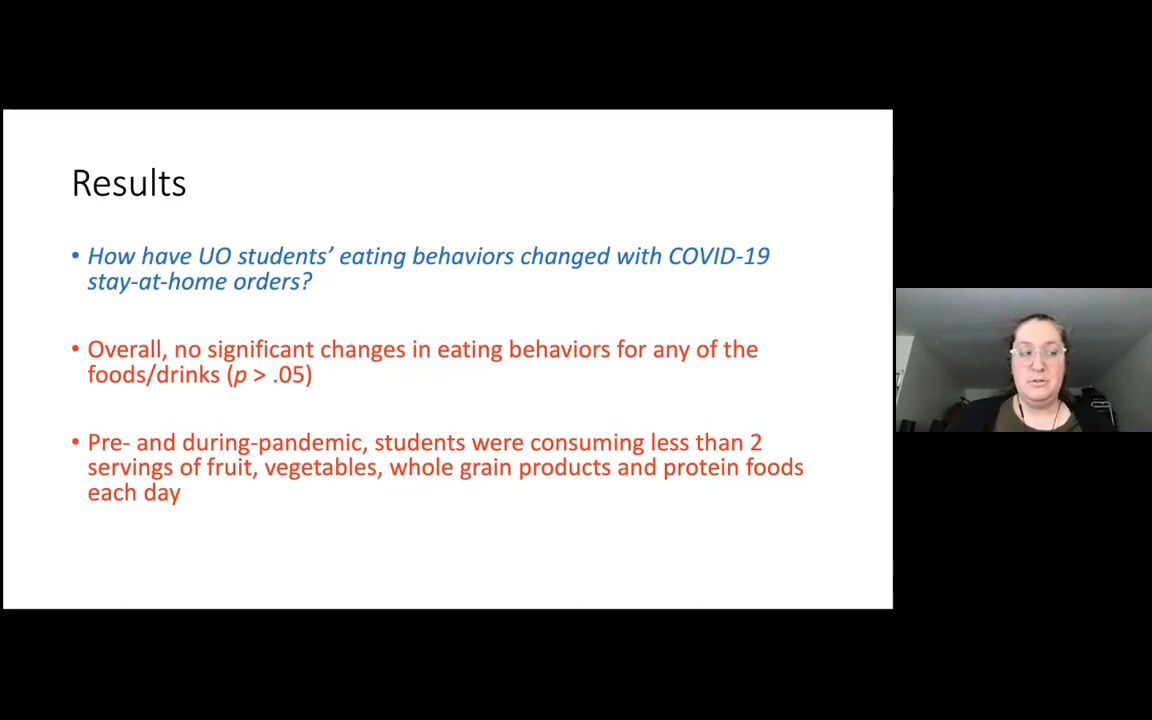 Results
• How have UO students’ eating behaviors changed with COVID-19
stay-at-home orders?
• Overall, no significant changes in eating behaviors for any of the
foods/drinks (p > .05)
• Pre- and during-pandemic, students were consuming less than 2
servings of fruit, vegetables, whole grain products and protein foods
each day